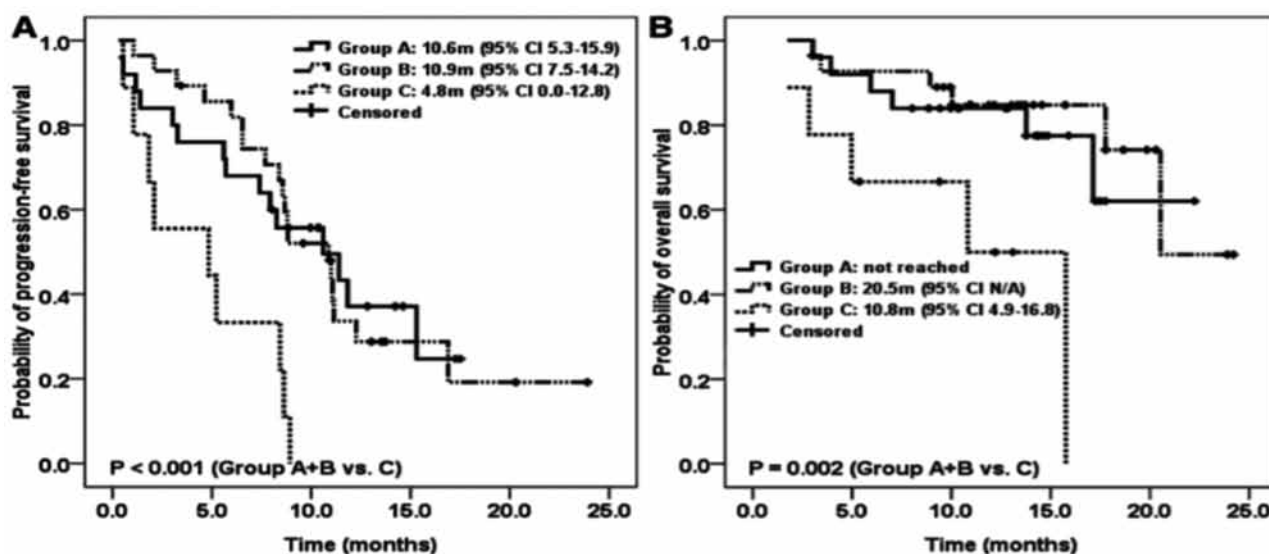 A
Probability of progression-free survival
1.0
0.8
0.6
0.4
0.2
0.0
Group A: 10.6m (95% CI 5.3-15.9)
Group B: 10.9m (95% CI 7.5-14.2)
Group C: 4.8m (95% CI 0.0-12.8)
Censored
P < 0.001 (Group A+B vs. C)
0.0 5.0 10.0 15.0 20.0 25.0
Time (months)
B
Probability of overall survival
1.0
0.8
0.6
0.4
0.2
0.0
Group A: not reached
Group B: 20.5m (95% CI N/A)
Group C: 10.8m (95% CI 4.9-16.8)
Censored
P = 0.002 (Group A+B vs. C)
0.0 5.0 10.0 15.0 20.0 25.0
Time (months)